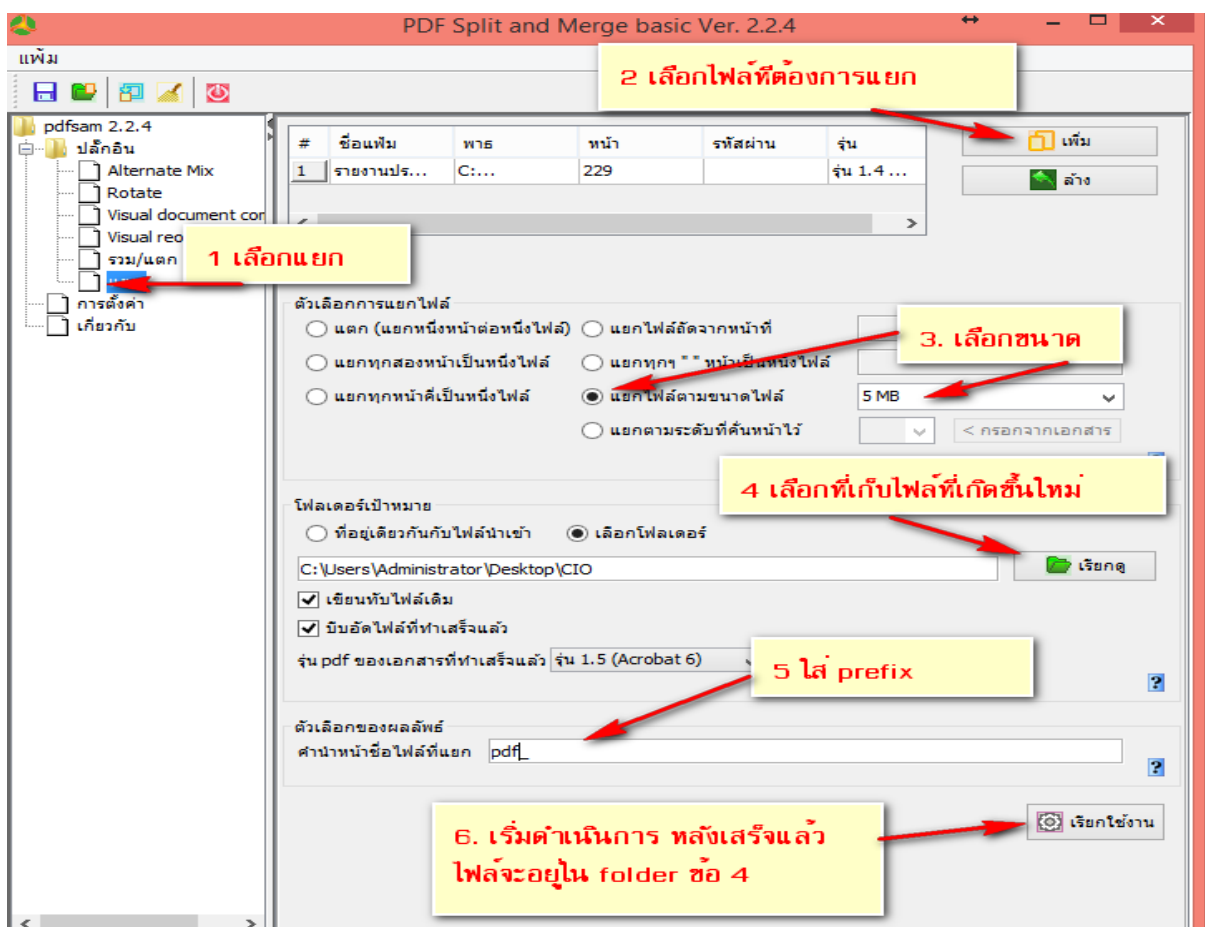 PDF Split and Merge basic Ver. 2.2.4
แฟ้ม
2 เลือกไฟล์ทีต้องการแยก
pdfsam 2.2.4
ปลั๊กอิน
Alternate Mix
Rotate
Visual document cor
Visual reo
รวม/แตก
1 เลือกแยก
การตั้งค่า
เกี่ยวกับ
# ชื่อแฟ้ม พาธ หน้า รหัสผ่าน รุ่น
1 รายงานปร... C:... 229 รุ่น 1.4 ...
เพิ่ม
ล้าง
ตัวเลือกการแยกไฟล์
แตก (แยกหนึ่งหน้าต่อหนึ่งไฟล์) แยกไฟล์ถัดจากหน้าที่
3. เลือกขนาด
แยกทุกสองหน้าเป็นหนึ่งไฟล์ แยกทุกๆ " " หน้าเป็นหนึ่งไฟล์
แยกทุกหน้าคี่เป็นหนึ่งไฟล์ แยกไฟล์ตามขนาดไฟล์ 5 MB
แยกตามระดับที่คั่นหน้าไว้ < กรอกจากเอกสาร
4 เลือกที่เก็บไฟล์ที่เกิดขึ้นใหม่
โฟลเดอร์เป้าหมาย
ที่อยู่เดียวกันกับไฟล์นำเข้า เลือกโฟลเดอร์
C:\Users\Administrator\Desktop\CIO เรียกดู
เขียนทับไฟล์เดิม
บีบอัดไฟล์ที่ทำเสร็จแล้ว
รุ่น pdf ของเอกสารที่ทำเสร็จแล้ว รุ่น 1.5 (Acrobat 6)
5 ใส่ prefix
?
ตัวเลือกของผลลัพธ์
คำนำหน้าชื่อไฟล์ที่แยก pdf_
?
6. เริ่มดำเนินการ หลังเสร็จแล้ว
ไฟล์จะอยู่ใน folder ข้อ 4
เรียกใช้งาน